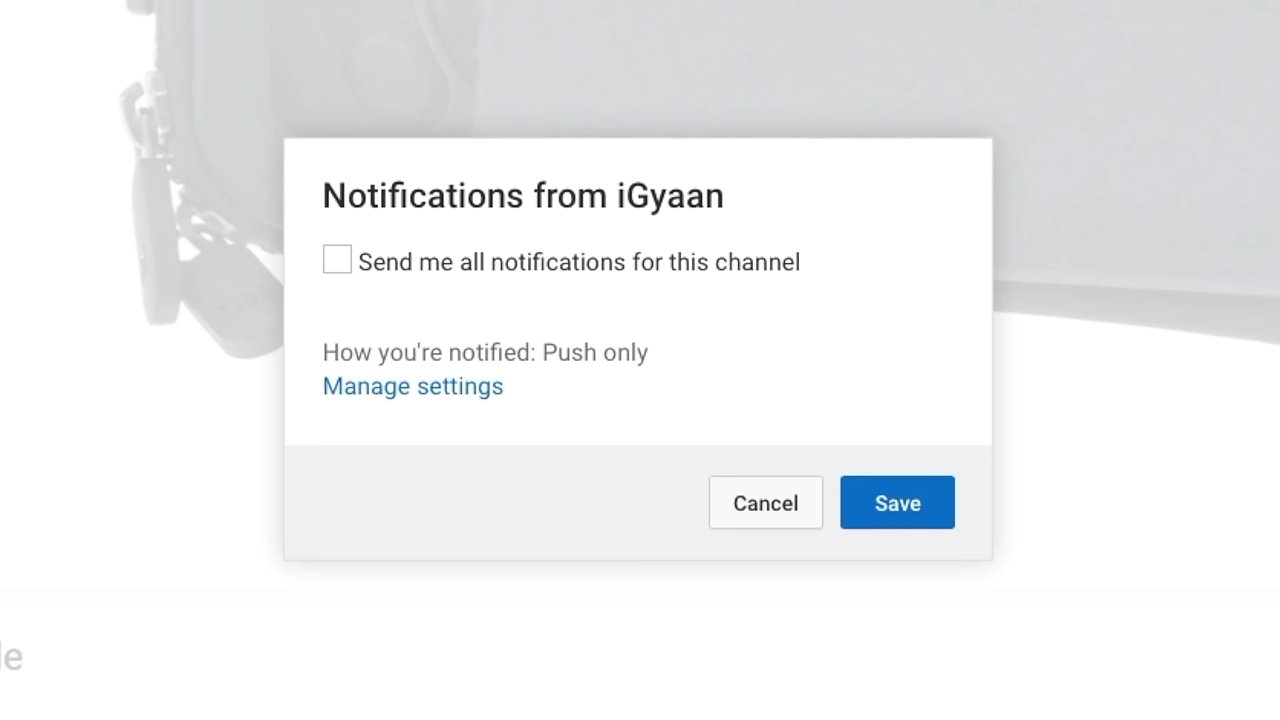 Notifications from iGyaan
Send me all notifications for this channel
How you're notified: Push only
Manage settings
Cancel
Save
le